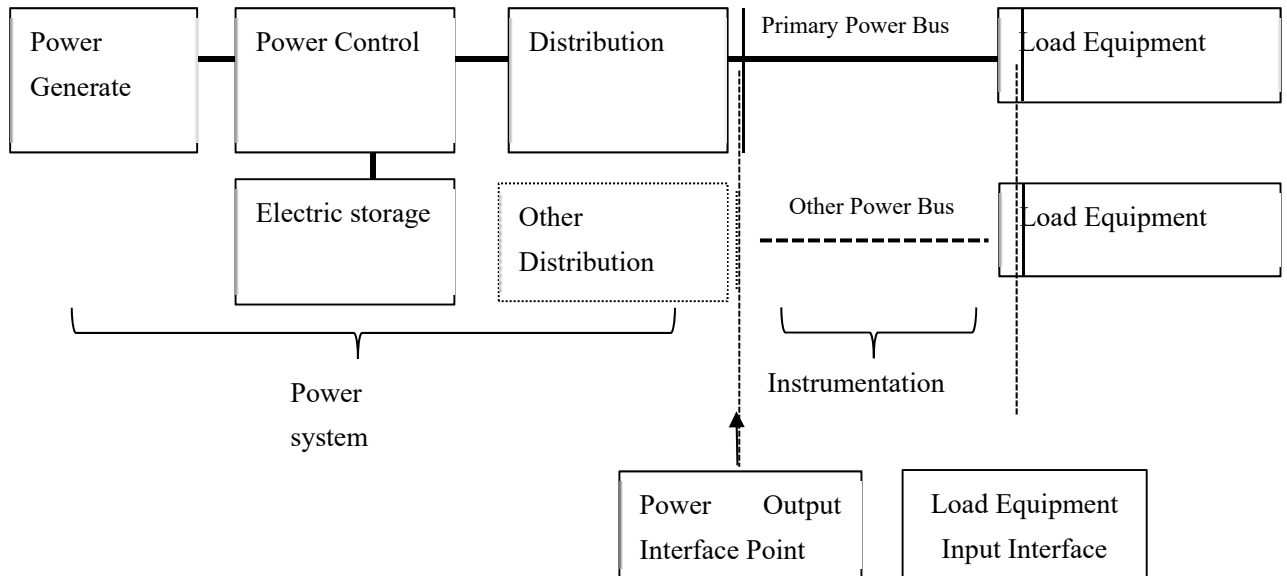 Power
Generate
Power Control
Distribution
Primary Power Bus
Load Equipment
Electric storage
Other
Distribution
Other Power Bus
Load Equipment
Power
system
Instrumentation
Power Output
Interface Point
Load Equipment
Input Interface